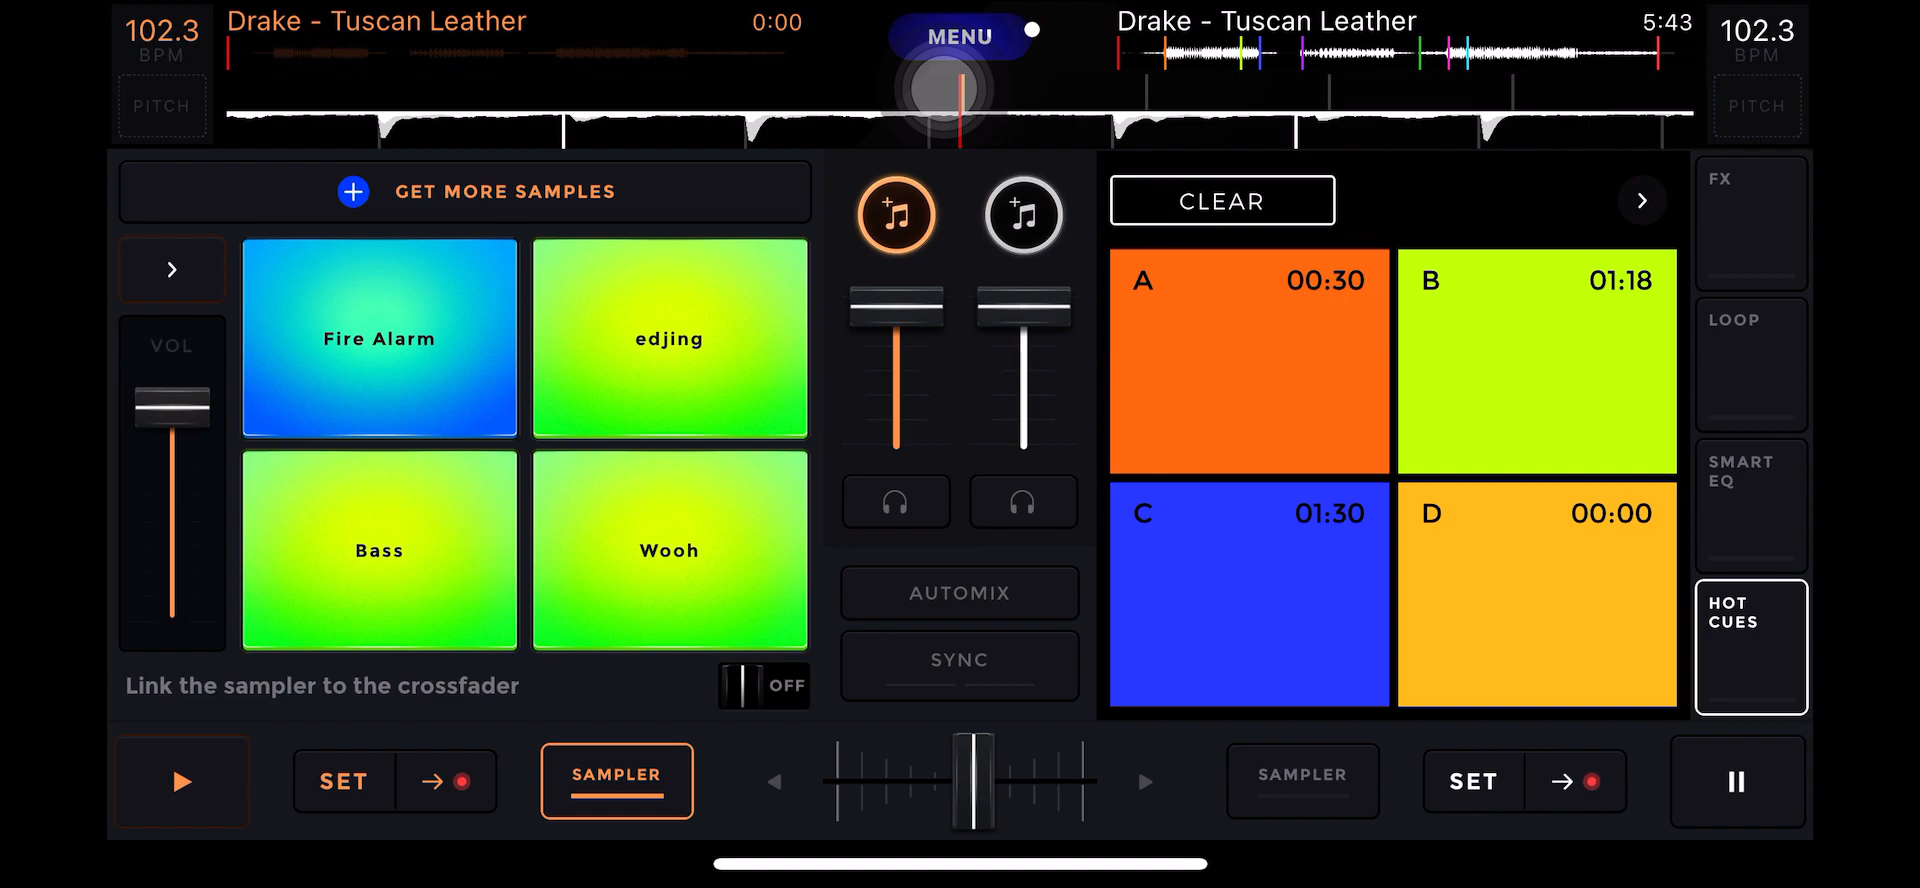 102.3
BPM
PITCH
Drake - Tuscan Leather
0:00
MENU
Drake - Tuscan Leather
5:43
102.3
BPM
PITCH
GET MORE SAMPLES
VOL
Fire Alarm
edjing
Bass
Wooh
Link the sampler to the crossfader
OFF
AUTOMIX
SYNC
CLEAR
A 00:30
B 01:18
C 01:30
D 00:00
FX
LOOP
SMART
EQ
HOT
CUES
SET
SAMPLER
SAMPLER
SET